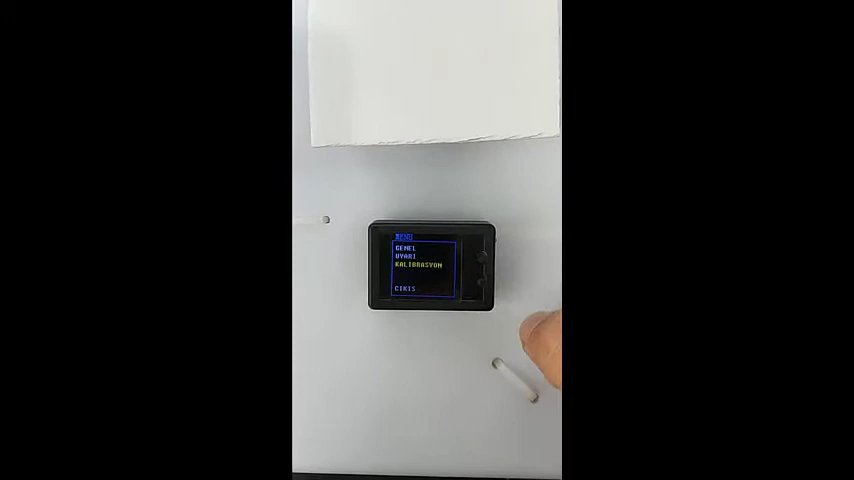 MENU
GENEL
UYARI
KALIBRASYON
CIKIS